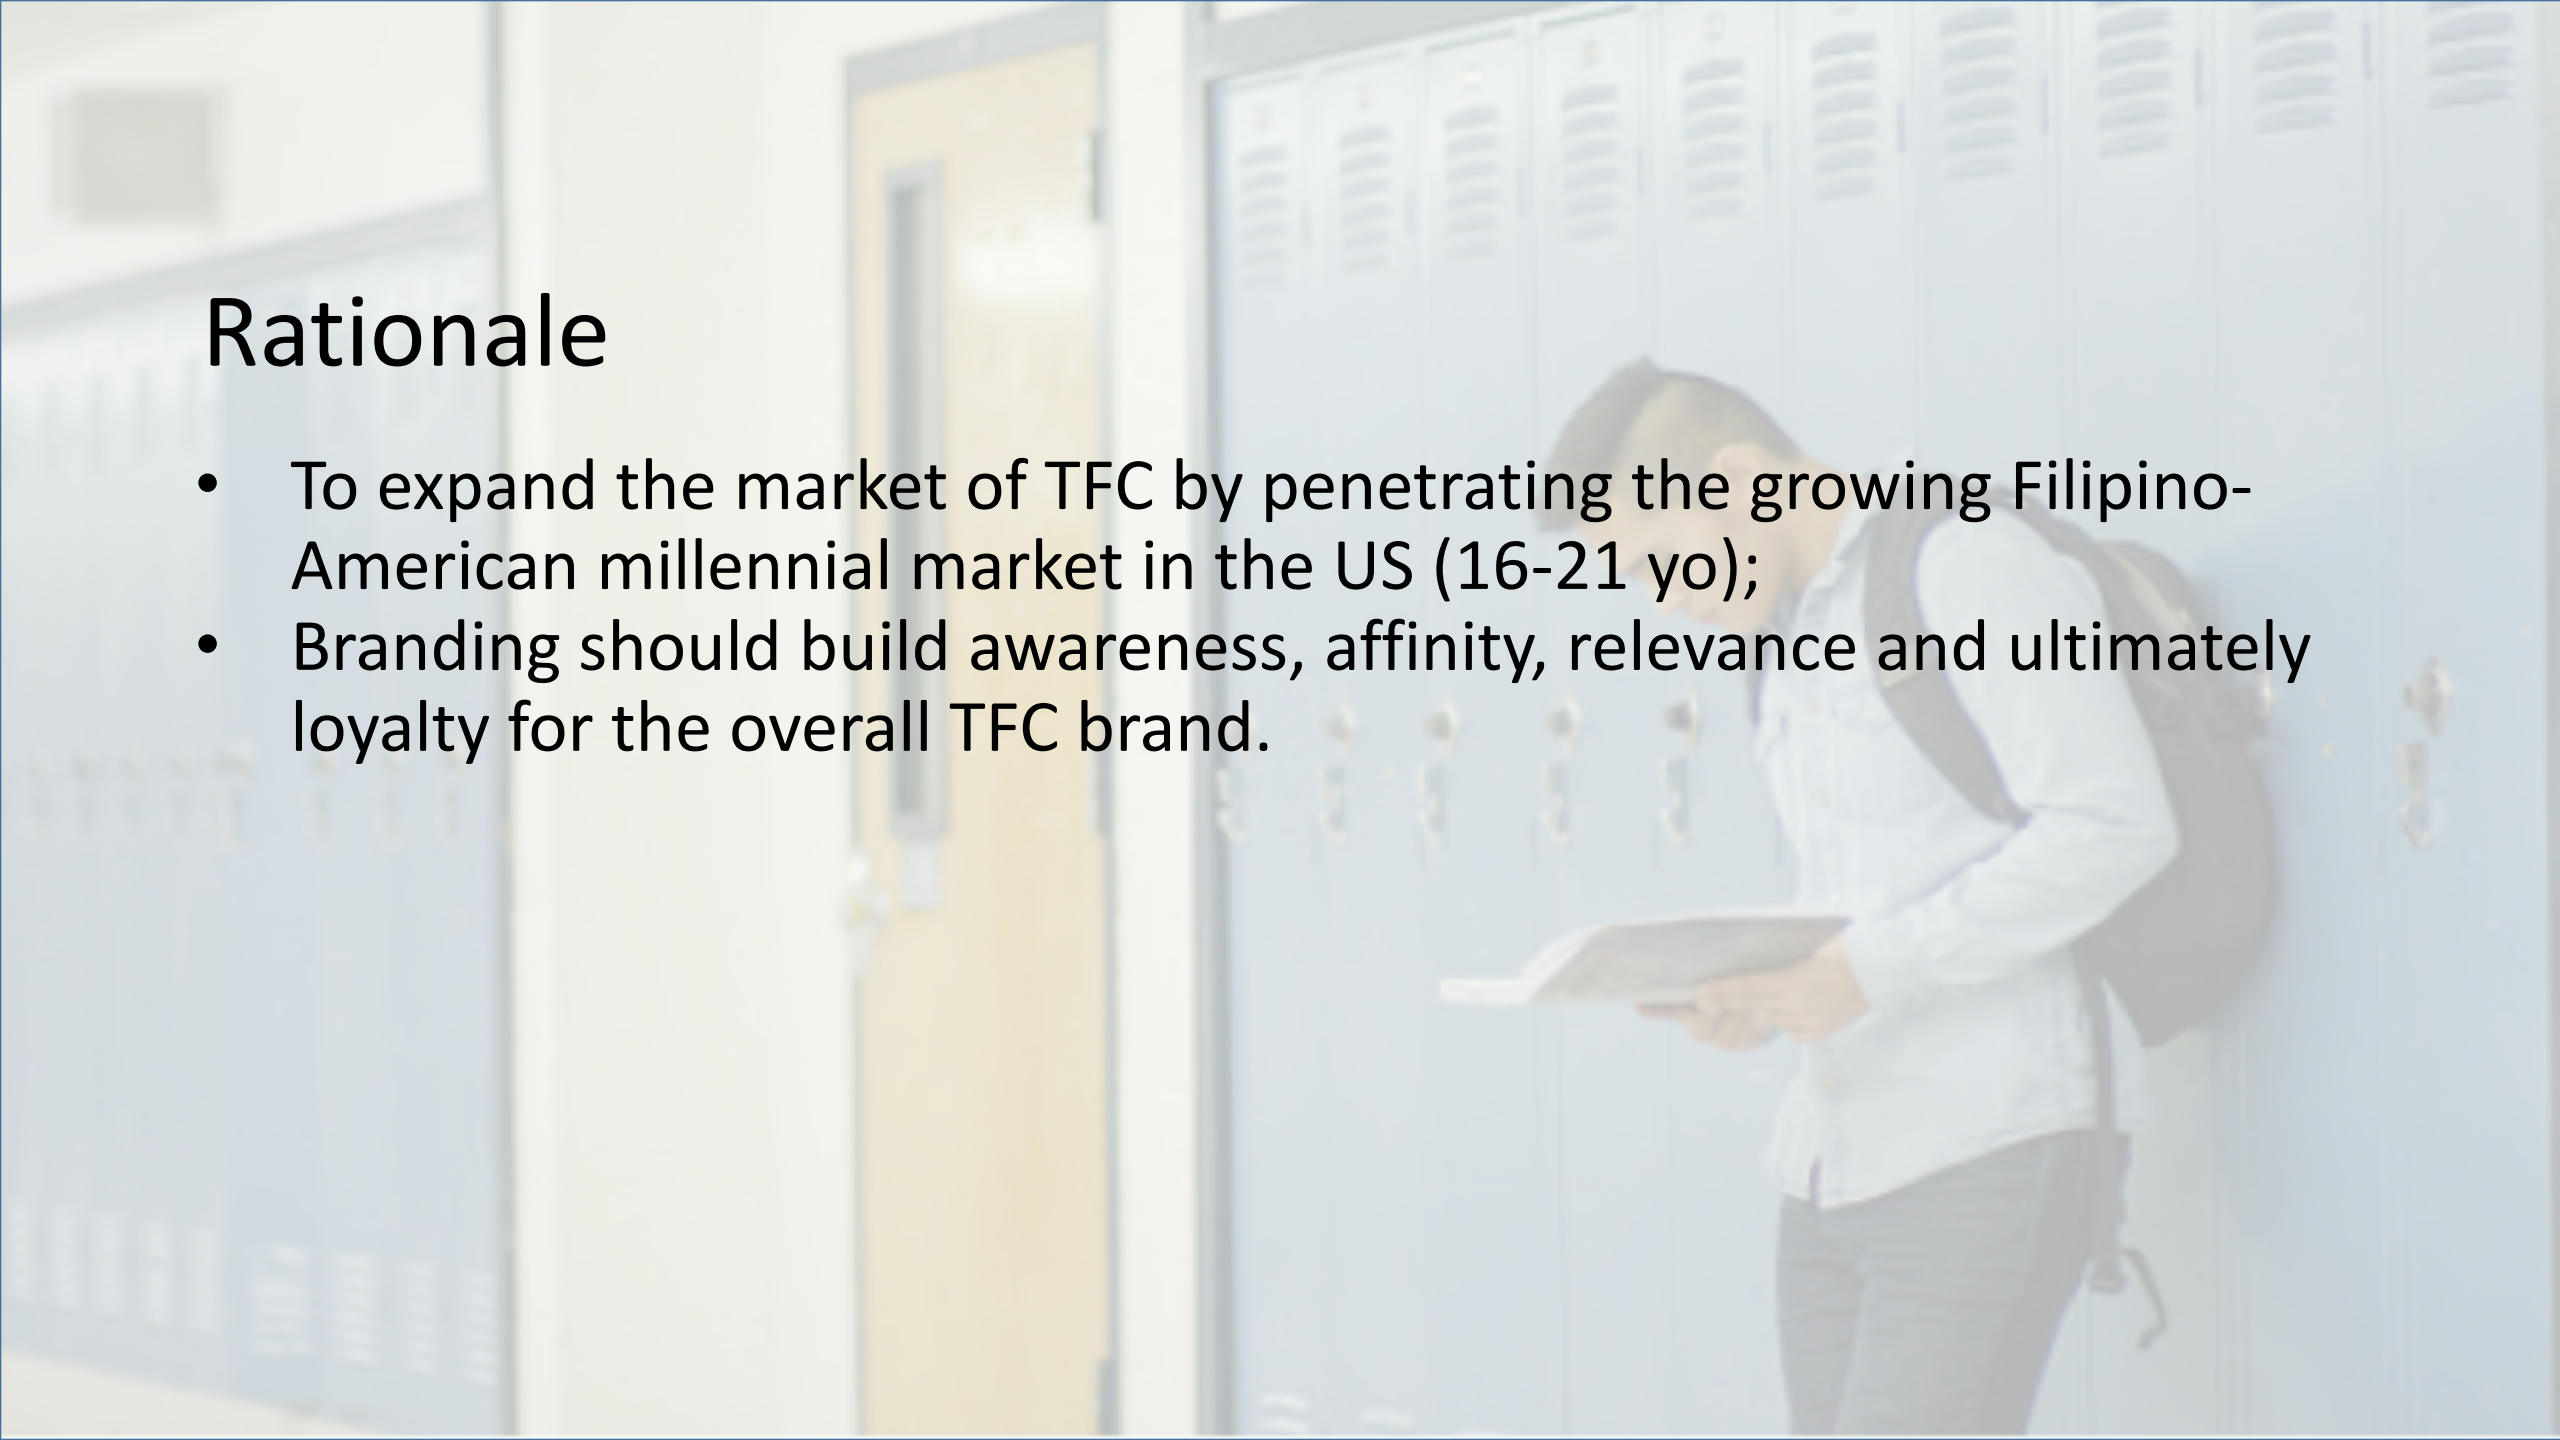 Rationale
• To expand the market of TFC by penetrating the growing Filipino-
American millennial market in the US (16-21 yo);
• Branding should build awareness, affinity, relevance and ultimately
loyalty for the overall TFC brand.